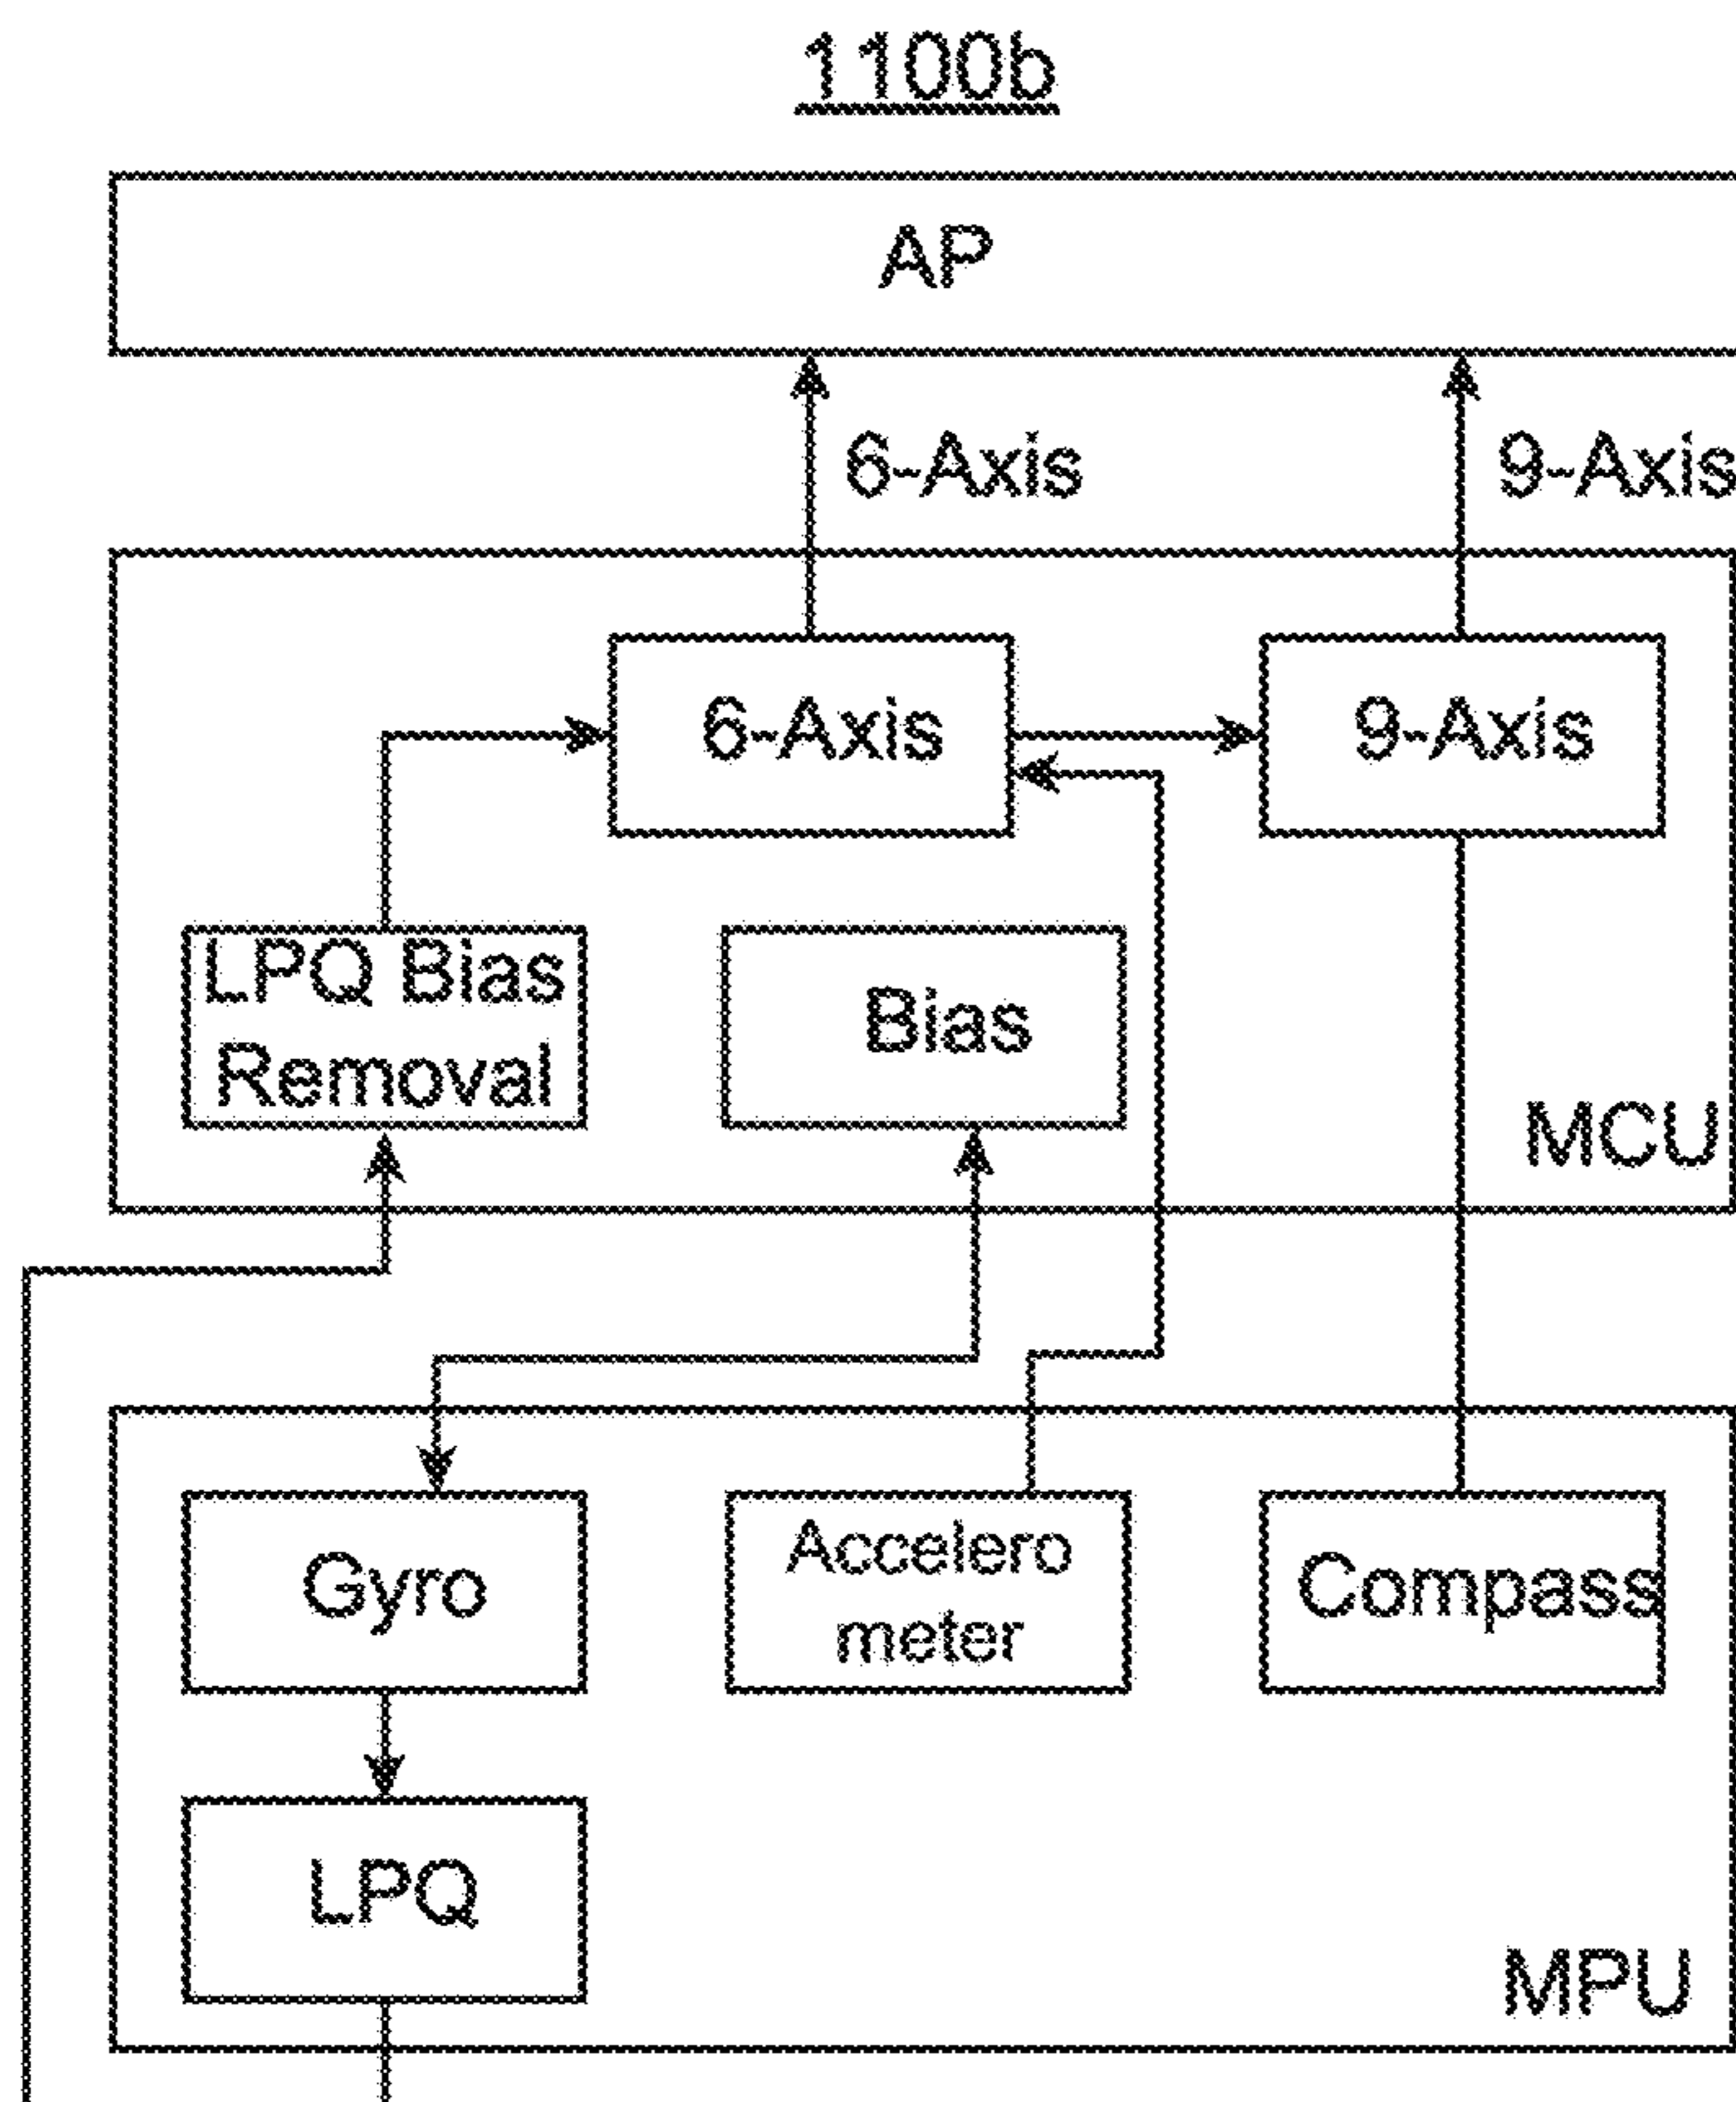 1100b
AP
6-Axis
9-Axis
6-Axis
9-Axis
LPQ Bias
Removal
Bias
MCU
Gyro
Accelero
meter
Compass
LPQ
MPU